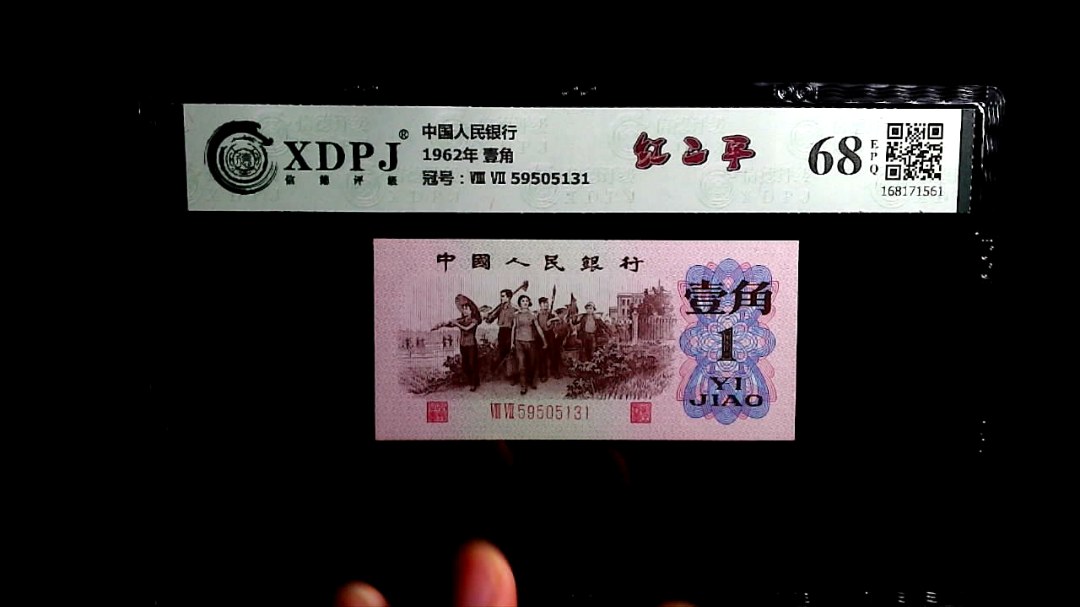 XDPJ®
信德评级
中国人民银行
1962年 壹角
冠号：Ⅷ Ⅶ 59505131
红二平
68 EPQ
168171561
中國人民銀行
壹角
1
YI
JIAO
Ⅷ Ⅶ 59505131